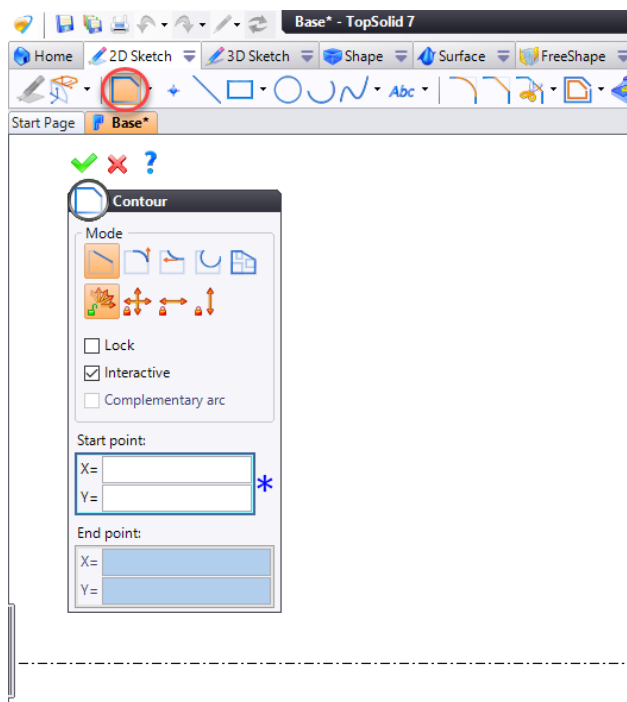 Base* - TopSolid 7
Home 2D Sketch 3D Sketch Shape Surface FreeShape
Abc
Start Page Base*
?
Contour
Mode
Lock
Interactive
Complementary arc
Start point:
X=
Y=
*
End point:
X=
Y=